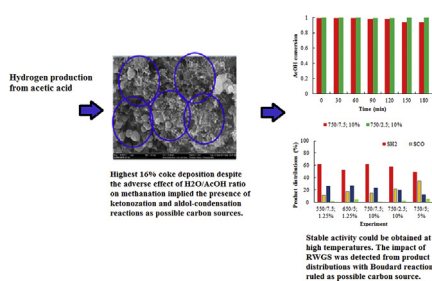 Hydrogen production
from acetic acid
Highest 16% coke deposition despite
the adverse effect of H2O/AcOH ratio
on methanation implied the presence of
ketonozation and aldol-condensation
reactions as possible carbon sources.
AcOH conversion
1
0.8
0.6
0.4
0.2
0
0 30 60 90 120 150 180
Time (min)
750/7.5; 10% 750/2.5; 10%
SH2 SCO
Product distribution (%)
100
80
60
40
20
0
550/7.5; 650/5; 750/7.5; 750/2.5; 750/5;
1.25% 1.25% 10% 10% 5%
Experiment
Stable activity could be obtained at
high temperatures. The impact of
RWGS was detected from product
distributions with Boudard reaction
ruled as possible carbon source.